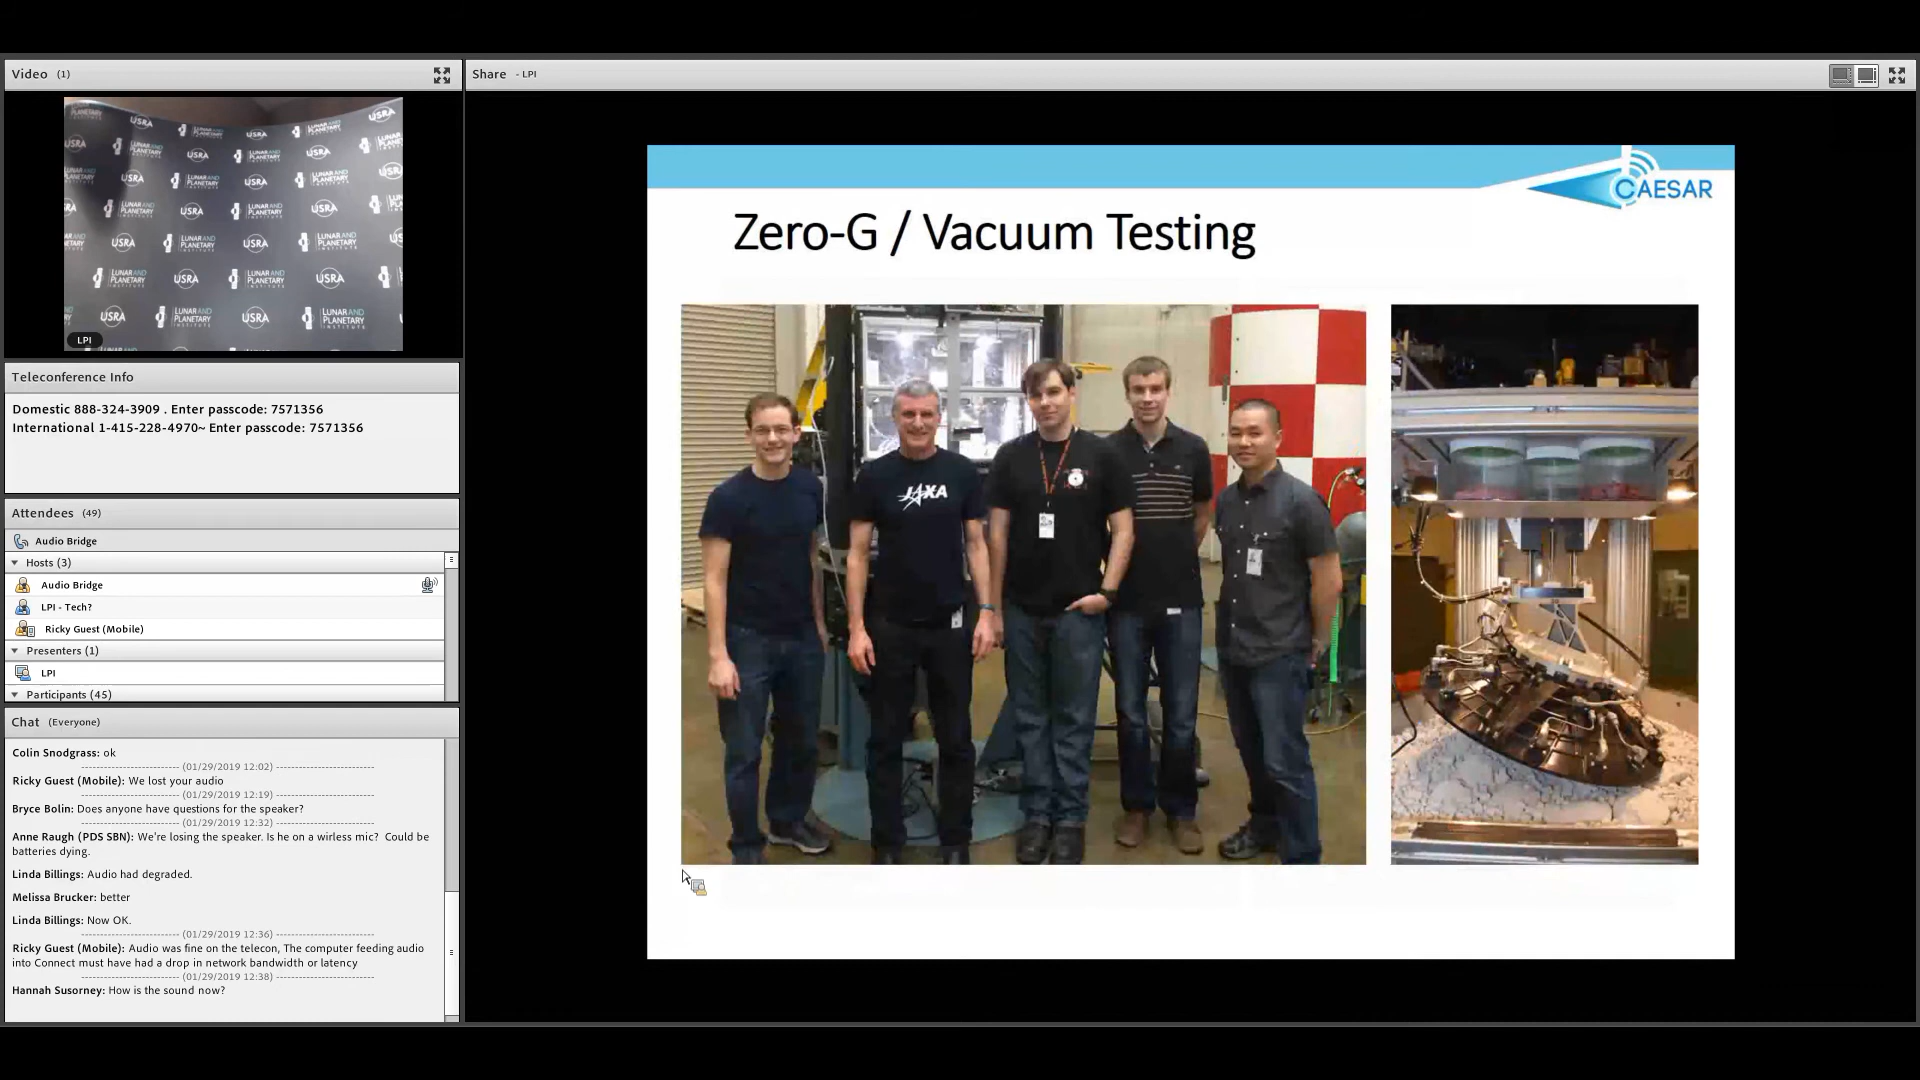 Video (1)
USRA
LUNAR AND
PLANETARY
INSTITUTE
LPI
Teleconference Info
Domestic 888-324-3909 . Enter passcode: 7571356
International 1-415-228-4970~ Enter passcode: 7571356
Attendees (49)
Audio Bridge
Hosts (3)
Audio Bridge
LPI - Tech?
Ricky Guest (Mobile)
Presenters (1)
LPI
Participants (45)
Chat (Everyone)
Colin Snodgrass: ok
(01/29/2019 12:02)
Ricky Guest (Mobile): We lost your audio
(01/29/2019 12:19)
Bryce Bolin: Does anyone have questions for the speaker?
(01/29/2019 12:32)
Anne Raugh (PDS SBN): We're losing the speaker. Is he on a wirless mic? Could be
batteries dying.
Linda Billings: Audio had degraded.
Melissa Brucker: better
Linda Billings: Now OK.
(01/29/2019 12:36)
Ricky Guest (Mobile): Audio was fine on the telecon, The computer feeding audio
into Connect must have had a drop in network bandwidth or latency
(01/29/2019 12:38)
Hannah Susorney: How is the sound now?
Share - LPI
CAESAR
Zero-G / Vacuum Testing
JAXA